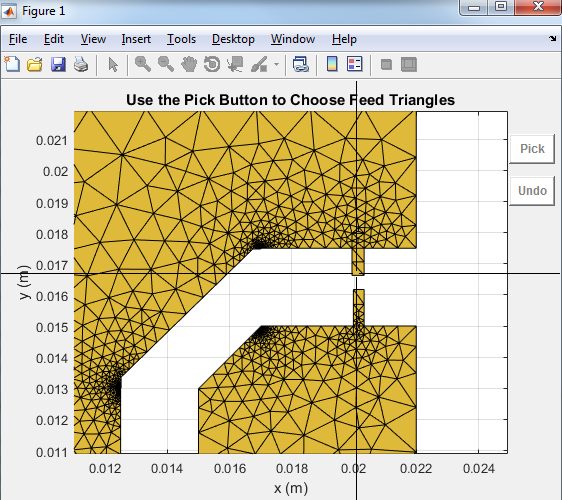 Figure 1
File Edit View Insert Tools Desktop Window Help
Use the Pick Button to Choose Feed Triangles
0.021
0.02
0.019
0.018
0.017
0.016
0.015
0.014
0.013
0.012
0.011
y (m)
0.012 0.014 0.016 0.018 0.02 0.022 0.024
x (m)
Pick
Undo